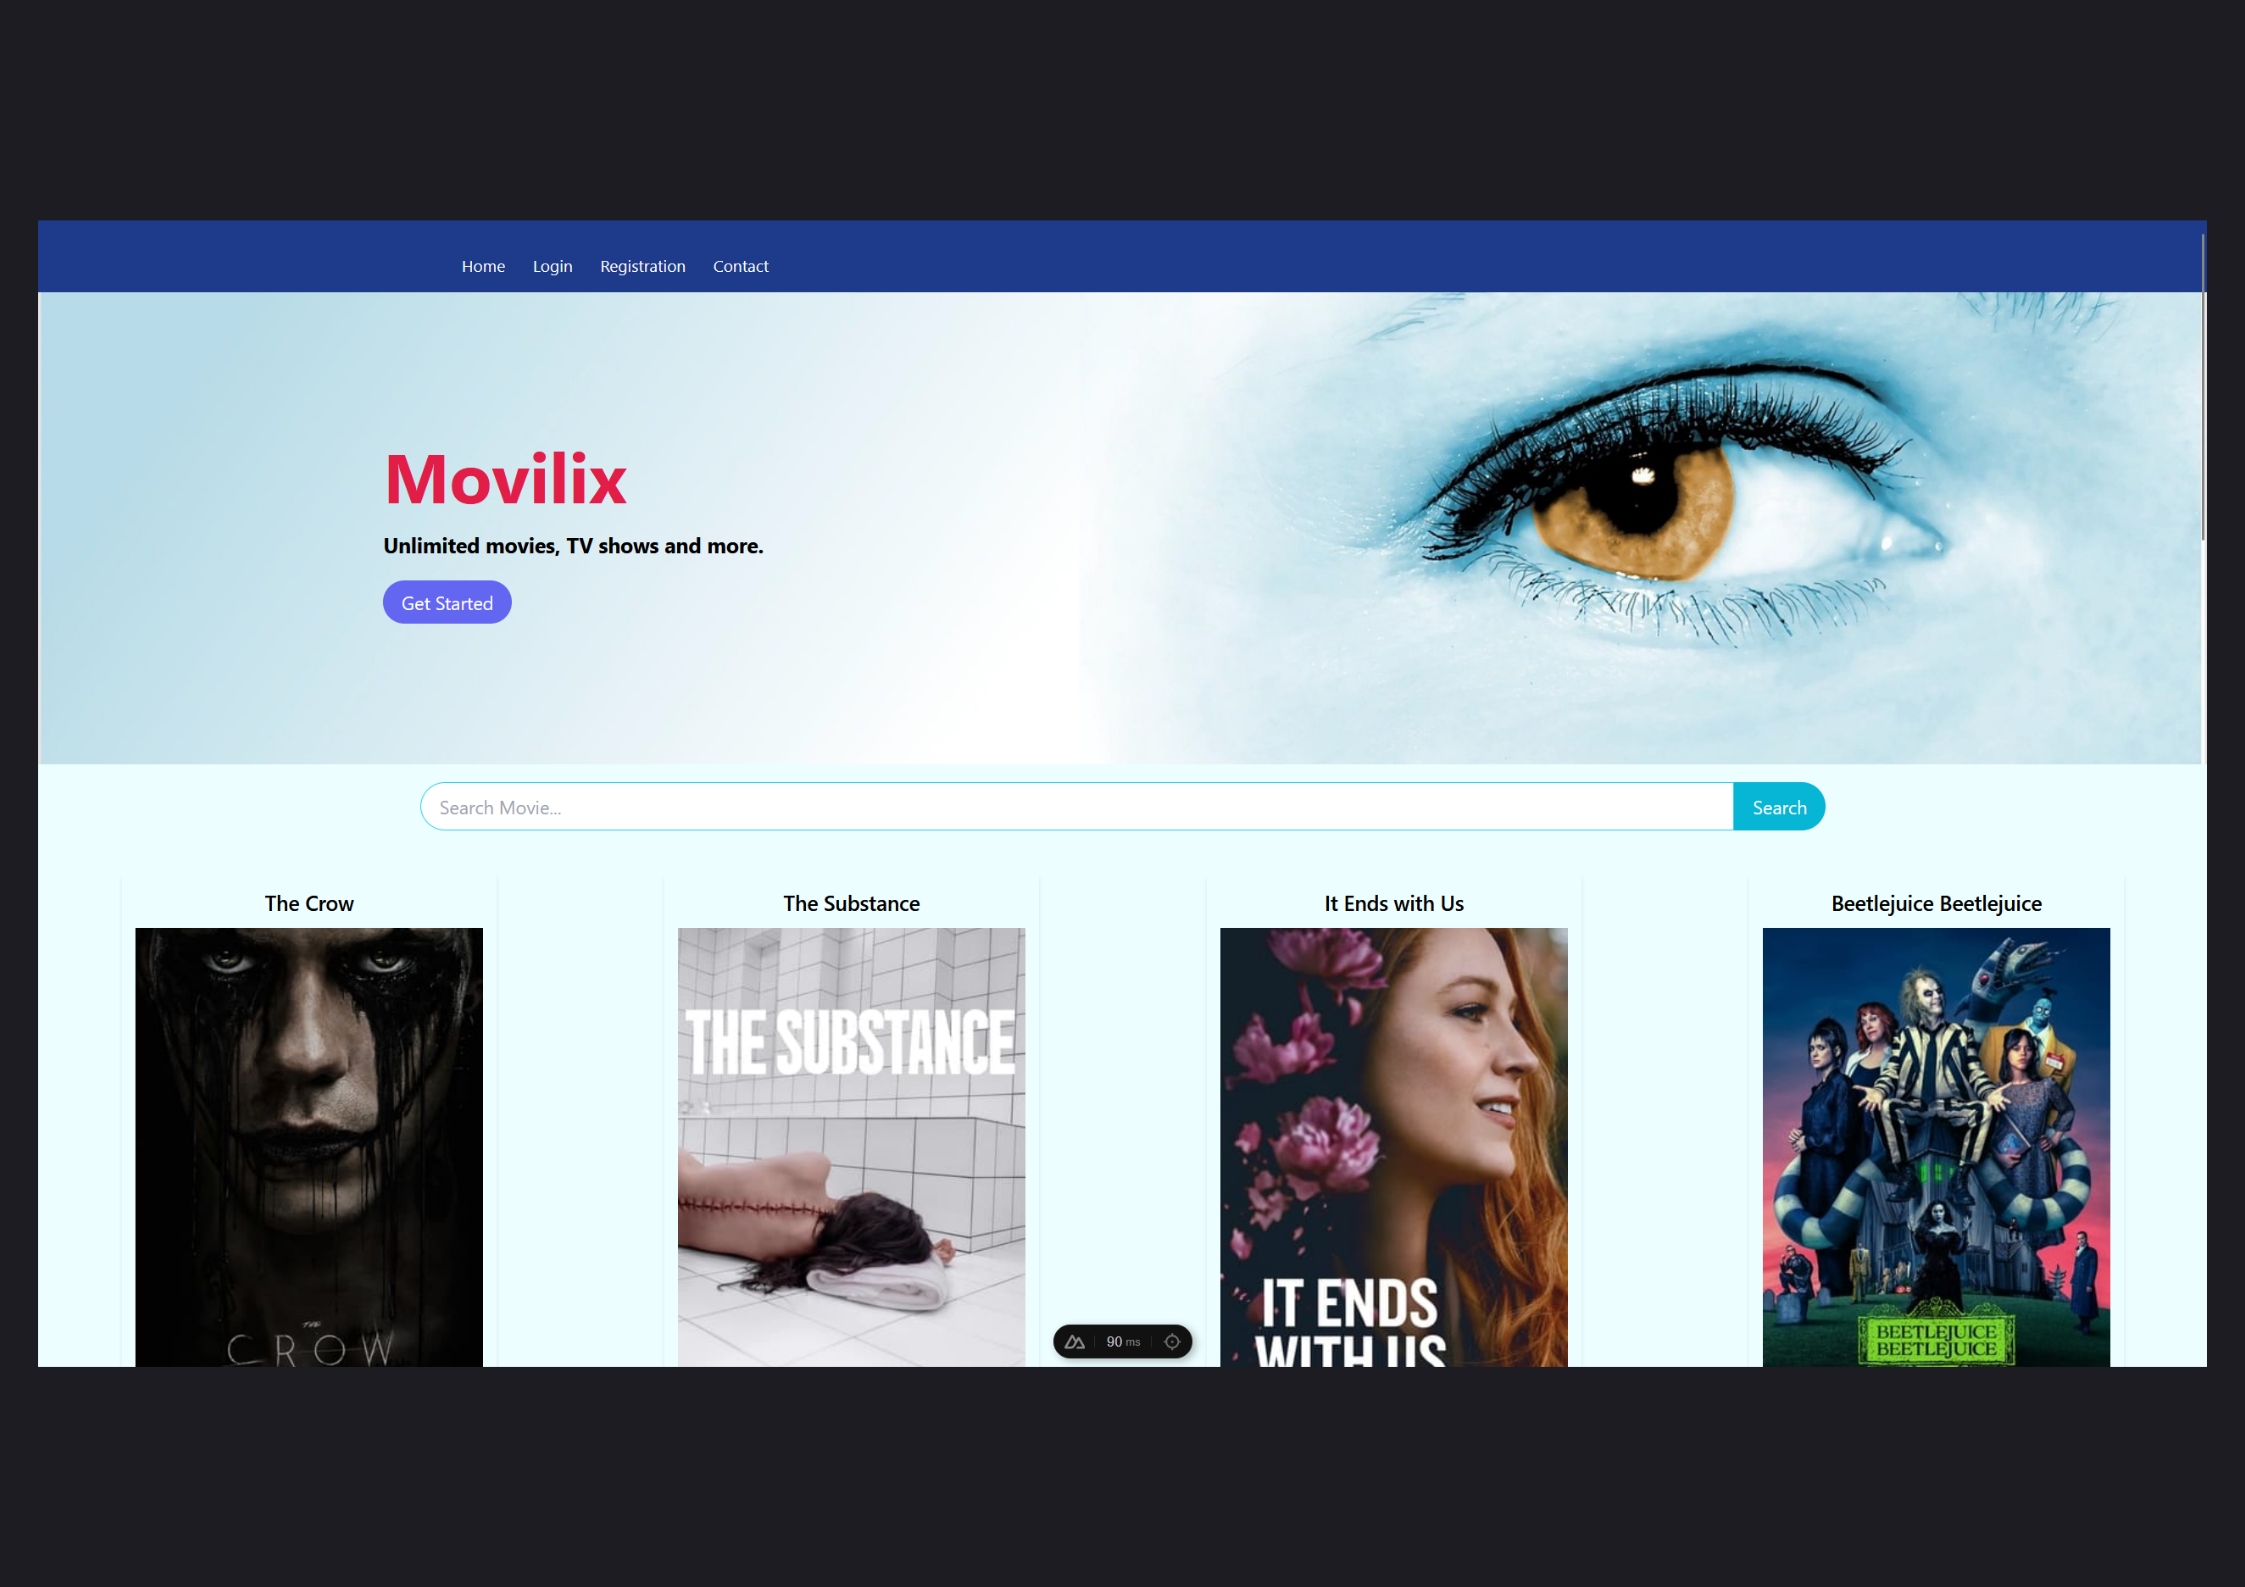 Home Login Registration Contact
Movilix
Unlimited movies, TV shows and more.
Get Started
Search Movie... Search
The Crow
The Substance
It Ends with Us
Beetlejuice Beetlejuice
THE
CROW
THE SUBSTANCE
IT ENDS
WITH US
BEETLEJUICE
BEETLEJUICE
90 ms